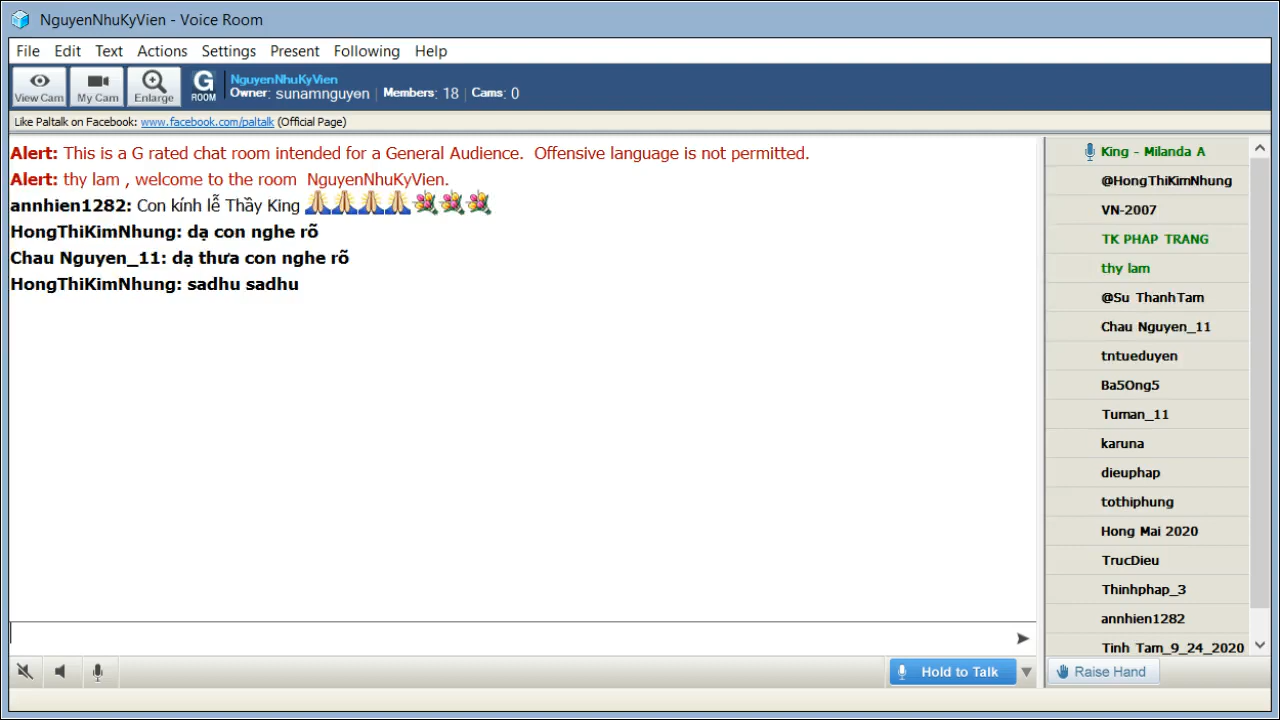 NguyenNhuKyVien - Voice Room
File Edit Text Actions Settings Present Following Help
View Cam My Cam Enlarge G ROOM
NguyenNhuKyVien
Owner: sunamnguyen | Members: 18 | Cams: 0
Like Paltalk on Facebook: www.facebook.com/paltalk (Official Page)
Alert: This is a G rated chat room intended for a General Audience. Offensive language is not permitted.
Alert: thy lam , welcome to the room NguyenNhuKyVien.
annhien1282: Con kính lễ Thầy King
HongThiKimNhung: dạ con nghe rõ
Chau Nguyen_11: dạ thưa con nghe rõ
HongThiKimNhung: sadhu sadhu
King - Milanda A
@HongThiKimNhung
VN-2007
TK PHAP TRANG
thy lam
@Su ThanhTam
Chau Nguyen_11
tntueduyen
Ba5Ong5
Tuman_11
karuna
dieuphap
tothiphung
Hong Mai 2020
TrucDieu
Thinhphap_3
annhien1282
Tinh Tam_9_24_2020
Hold to Talk
Raise Hand